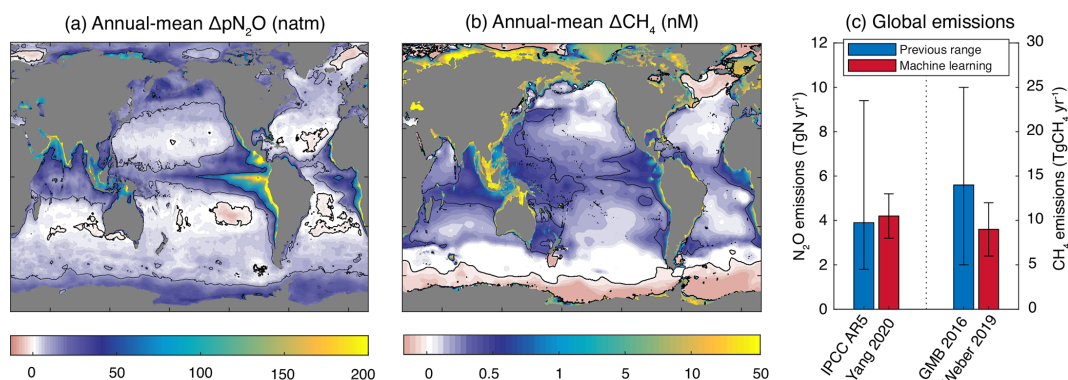 (a) Annual-mean ΔpN₂O (natm)
0 50 100 150 200
(b) Annual-mean ΔCH₄ (nM)
0 0.5 1 5 10 50
(c) Global emissions
Previous range
Machine learning
N₂O emissions (TgN yr⁻¹)
12
10
8
6
4
2
0
CH₄ emissions (TgCH₄ yr⁻¹)
30
25
20
15
10
5
0
IPCC AR5
Yang 2020
GMB 2016
Weber 2019